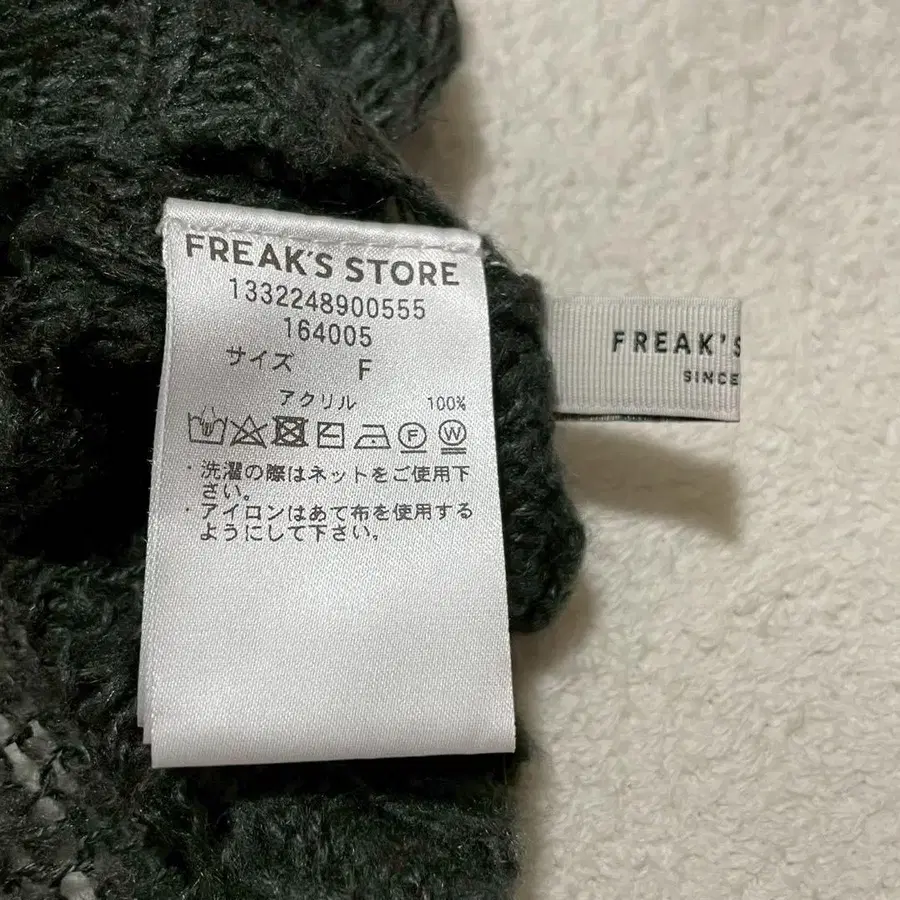 FREAK'S STORE
1332248900555
164005
サイズ F
アクリル 100%
F W
・洗濯の際はネットをご使用下
さい。
・アイロンはあて布を使用する
ようにして下さい。
FREAK'S
SINCE